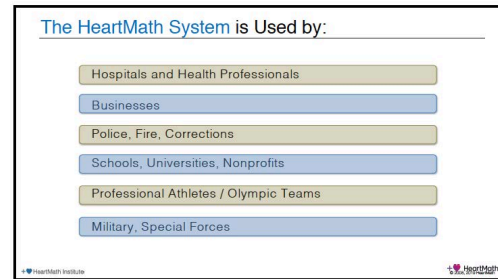 The HeartMath System is Used by:
Hospitals and Health Professionals
Businesses
Police, Fire, Corrections
Schools, Universities, Nonprofits
Professional Athletes / Olympic Teams
Military, Special Forces
HeartMath Institute
HeartMath